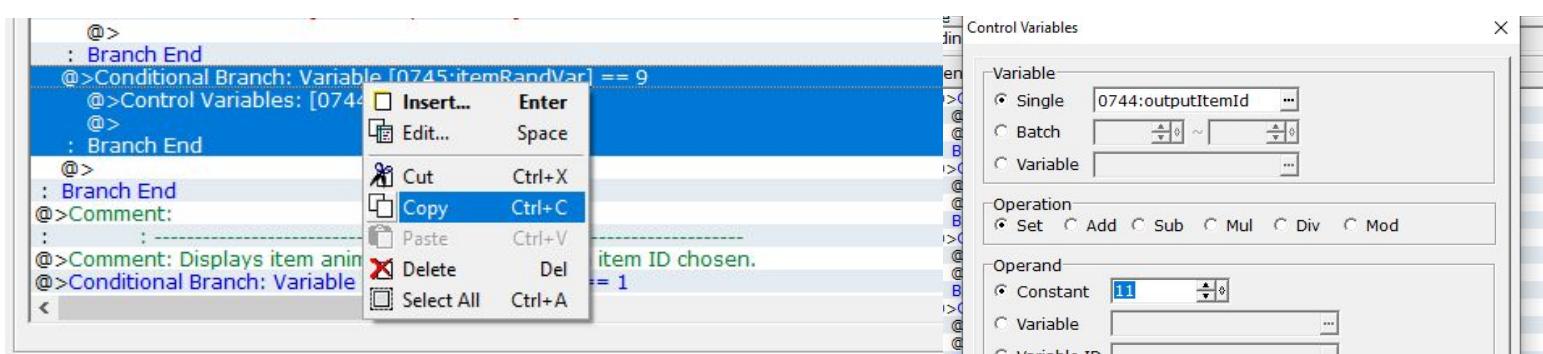 @>
: Branch End
@>Conditional Branch: Variable [0745:itemRandVar] == 9
@>Control Variables: [0744
@>
: Branch End
@>
: Branch End
@>Comment:
: : ----------------------------------------------------------------
@>Comment: Displays item anim
item ID chosen.
@>Conditional Branch: Variable
== 1
Insert... Enter
Edit... Space
Cut Ctrl+X
Copy Ctrl+C
Paste Ctrl+V
Delete Del
Select All Ctrl+A
Control Variables
Variable
Single 0744:outputItemId ...
Batch ~
Variable ...
Operation
Set Add Sub Mul Div Mod
Operand
Constant 11
Variable ...